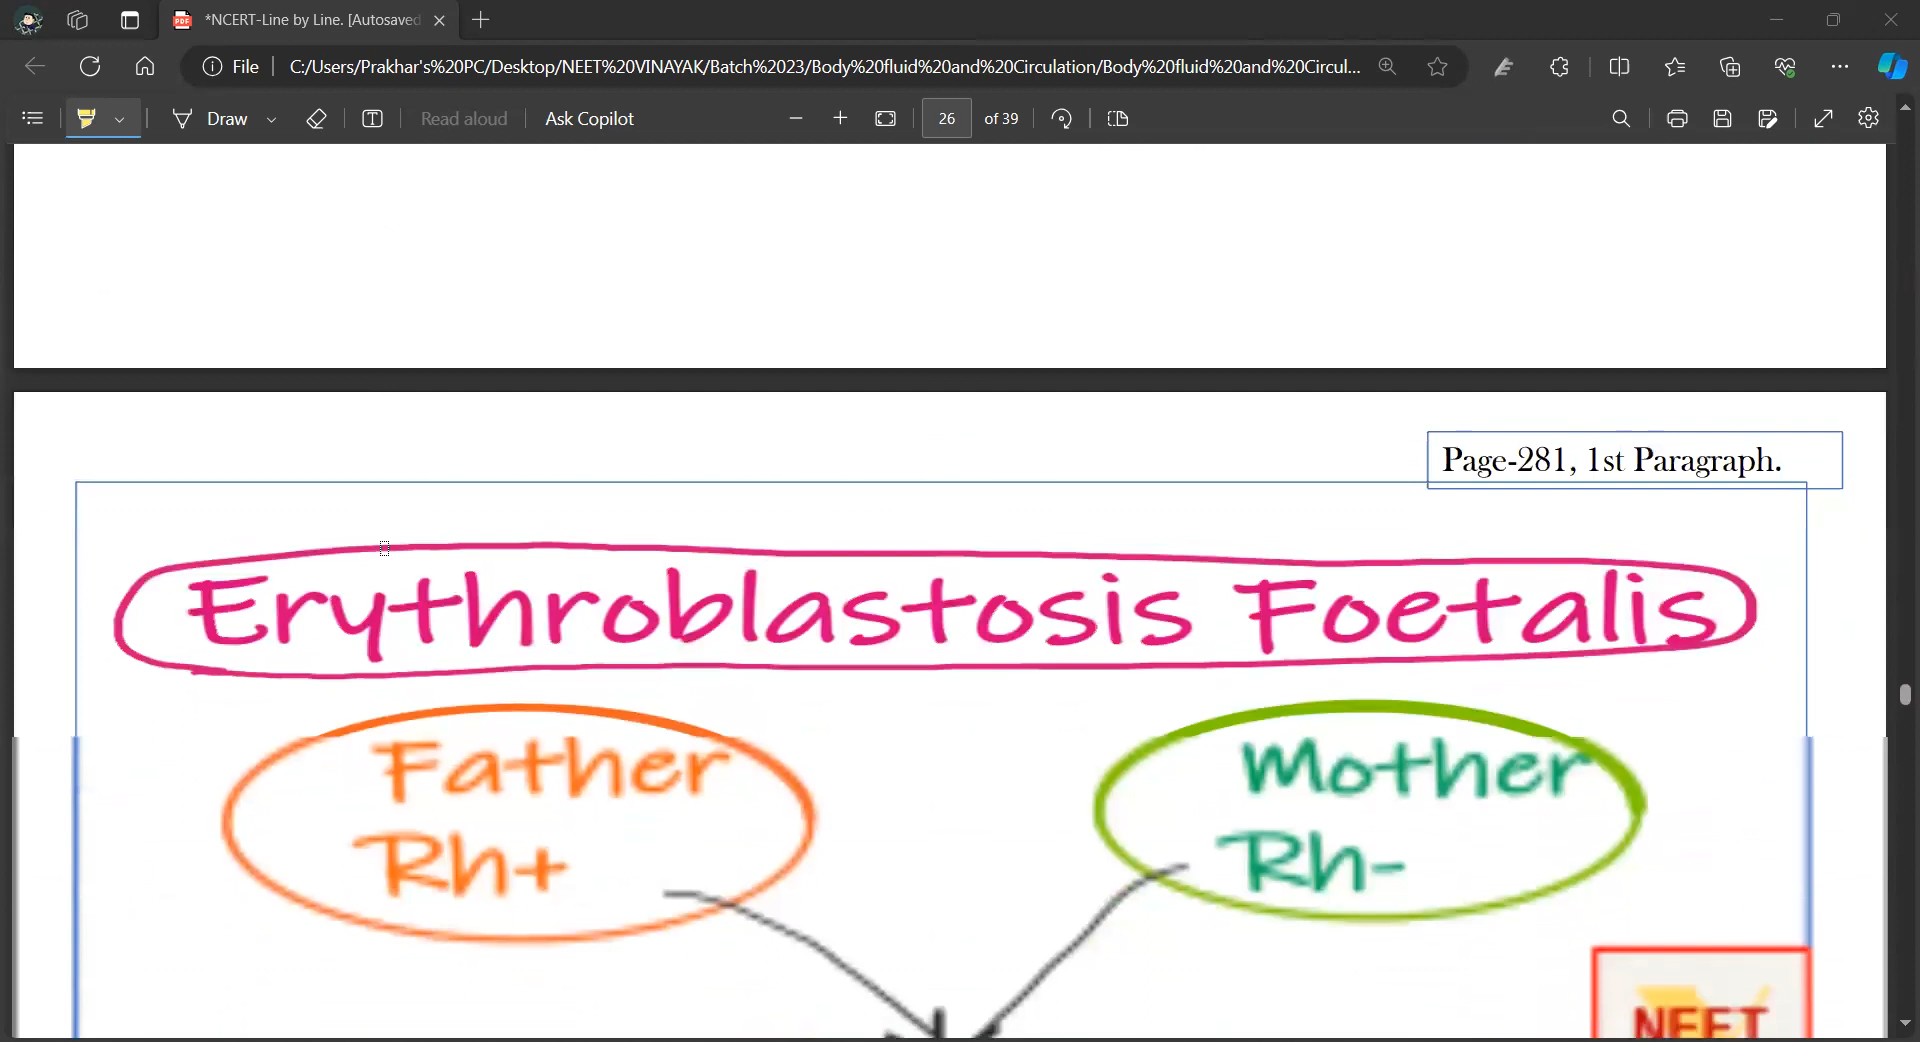 *NCERT-Line by Line. [Autosaved
File
C:/Users/Prakhar's%20PC/Desktop/NEET%20VINAYAK/Batch%2023/Body%20fluid%20and%20Circulation/Body%20fluid%20and%20Circul...
Draw
Read aloud
Ask Copilot
26 of 39
Page-281, 1st Paragraph.
Erythroblastosis Foetalis
Father
Rh+
Mother
Rh-
NEET